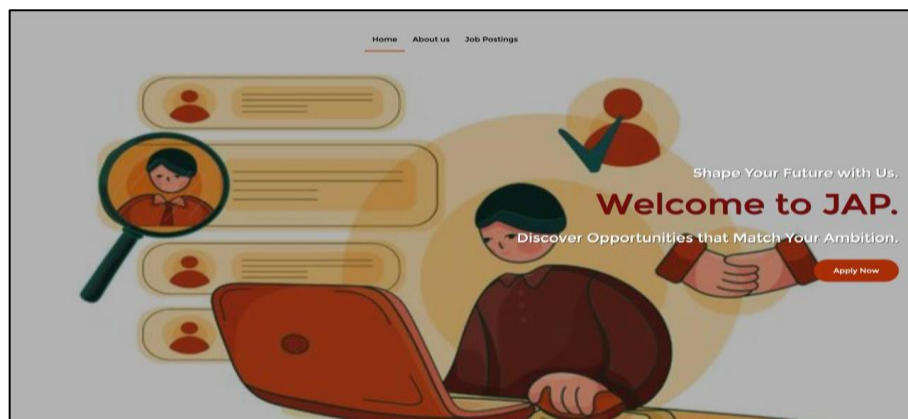 Home About us Job Postings
Shape Your Future with Us.
Welcome to JAP.
Discover Opportunities that Match Your Ambition.
Apply Now